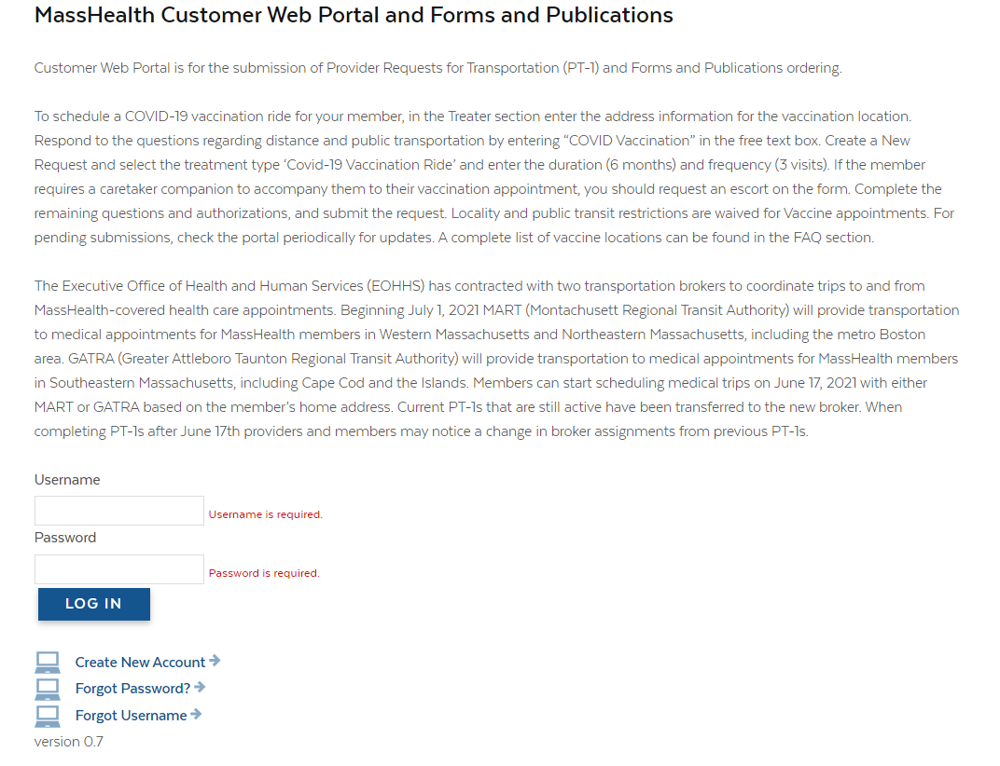 MassHealth Customer Web Portal and Forms and Publications
Customer Web Portal is for the submission of Provider Requests for Transportation (PT-1) and Forms and Publications ordering.
To schedule a COVID-19 vaccination ride for your member, in the Treater section enter the address information for the vaccination location.
Respond to the questions regarding distance and public transportation by entering “COVID Vaccination” in the free text box. Create a New
Request and select the treatment type ‘Covid-19 Vaccination Ride’ and enter the duration (6 months) and frequency (3 visits). If the member
requires a caretaker companion to accompany them to their vaccination appointment, you should request an escort on the form. Complete the
remaining questions and authorizations, and submit the request. Locality and public transit restrictions are waived for Vaccine appointments. For
pending submissions, check the portal periodically for updates. A complete list of vaccine locations can be found in the FAQ section.
The Executive Office of Health and Human Services (EOHHS) has contracted with two transportation brokers to coordinate trips to and from
MassHealth-covered health care appointments. Beginning July 1, 2021 MART (Montachusett Regional Transit Authority) will provide transportation
to medical appointments for MassHealth members in Western Massachusetts and Northeastern Massachusetts, including the metro Boston
area. GATRA (Greater Attleboro Taunton Regional Transit Authority) will provide transportation to medical appointments for MassHealth members
in Southeastern Massachusetts, including Cape Cod and the Islands. Members can start scheduling medical trips on June 17, 2021 with either
MART or GATRA based on the member’s home address. Current PT-1s that are still active have been transferred to the new broker. When
completing PT-1s after June 17th providers and members may notice a change in broker assignments from previous PT-1s.
Username
Username is required.
Password
Password is required.
LOG IN
Create New Account
Forgot Password?
Forgot Username
version 0.7